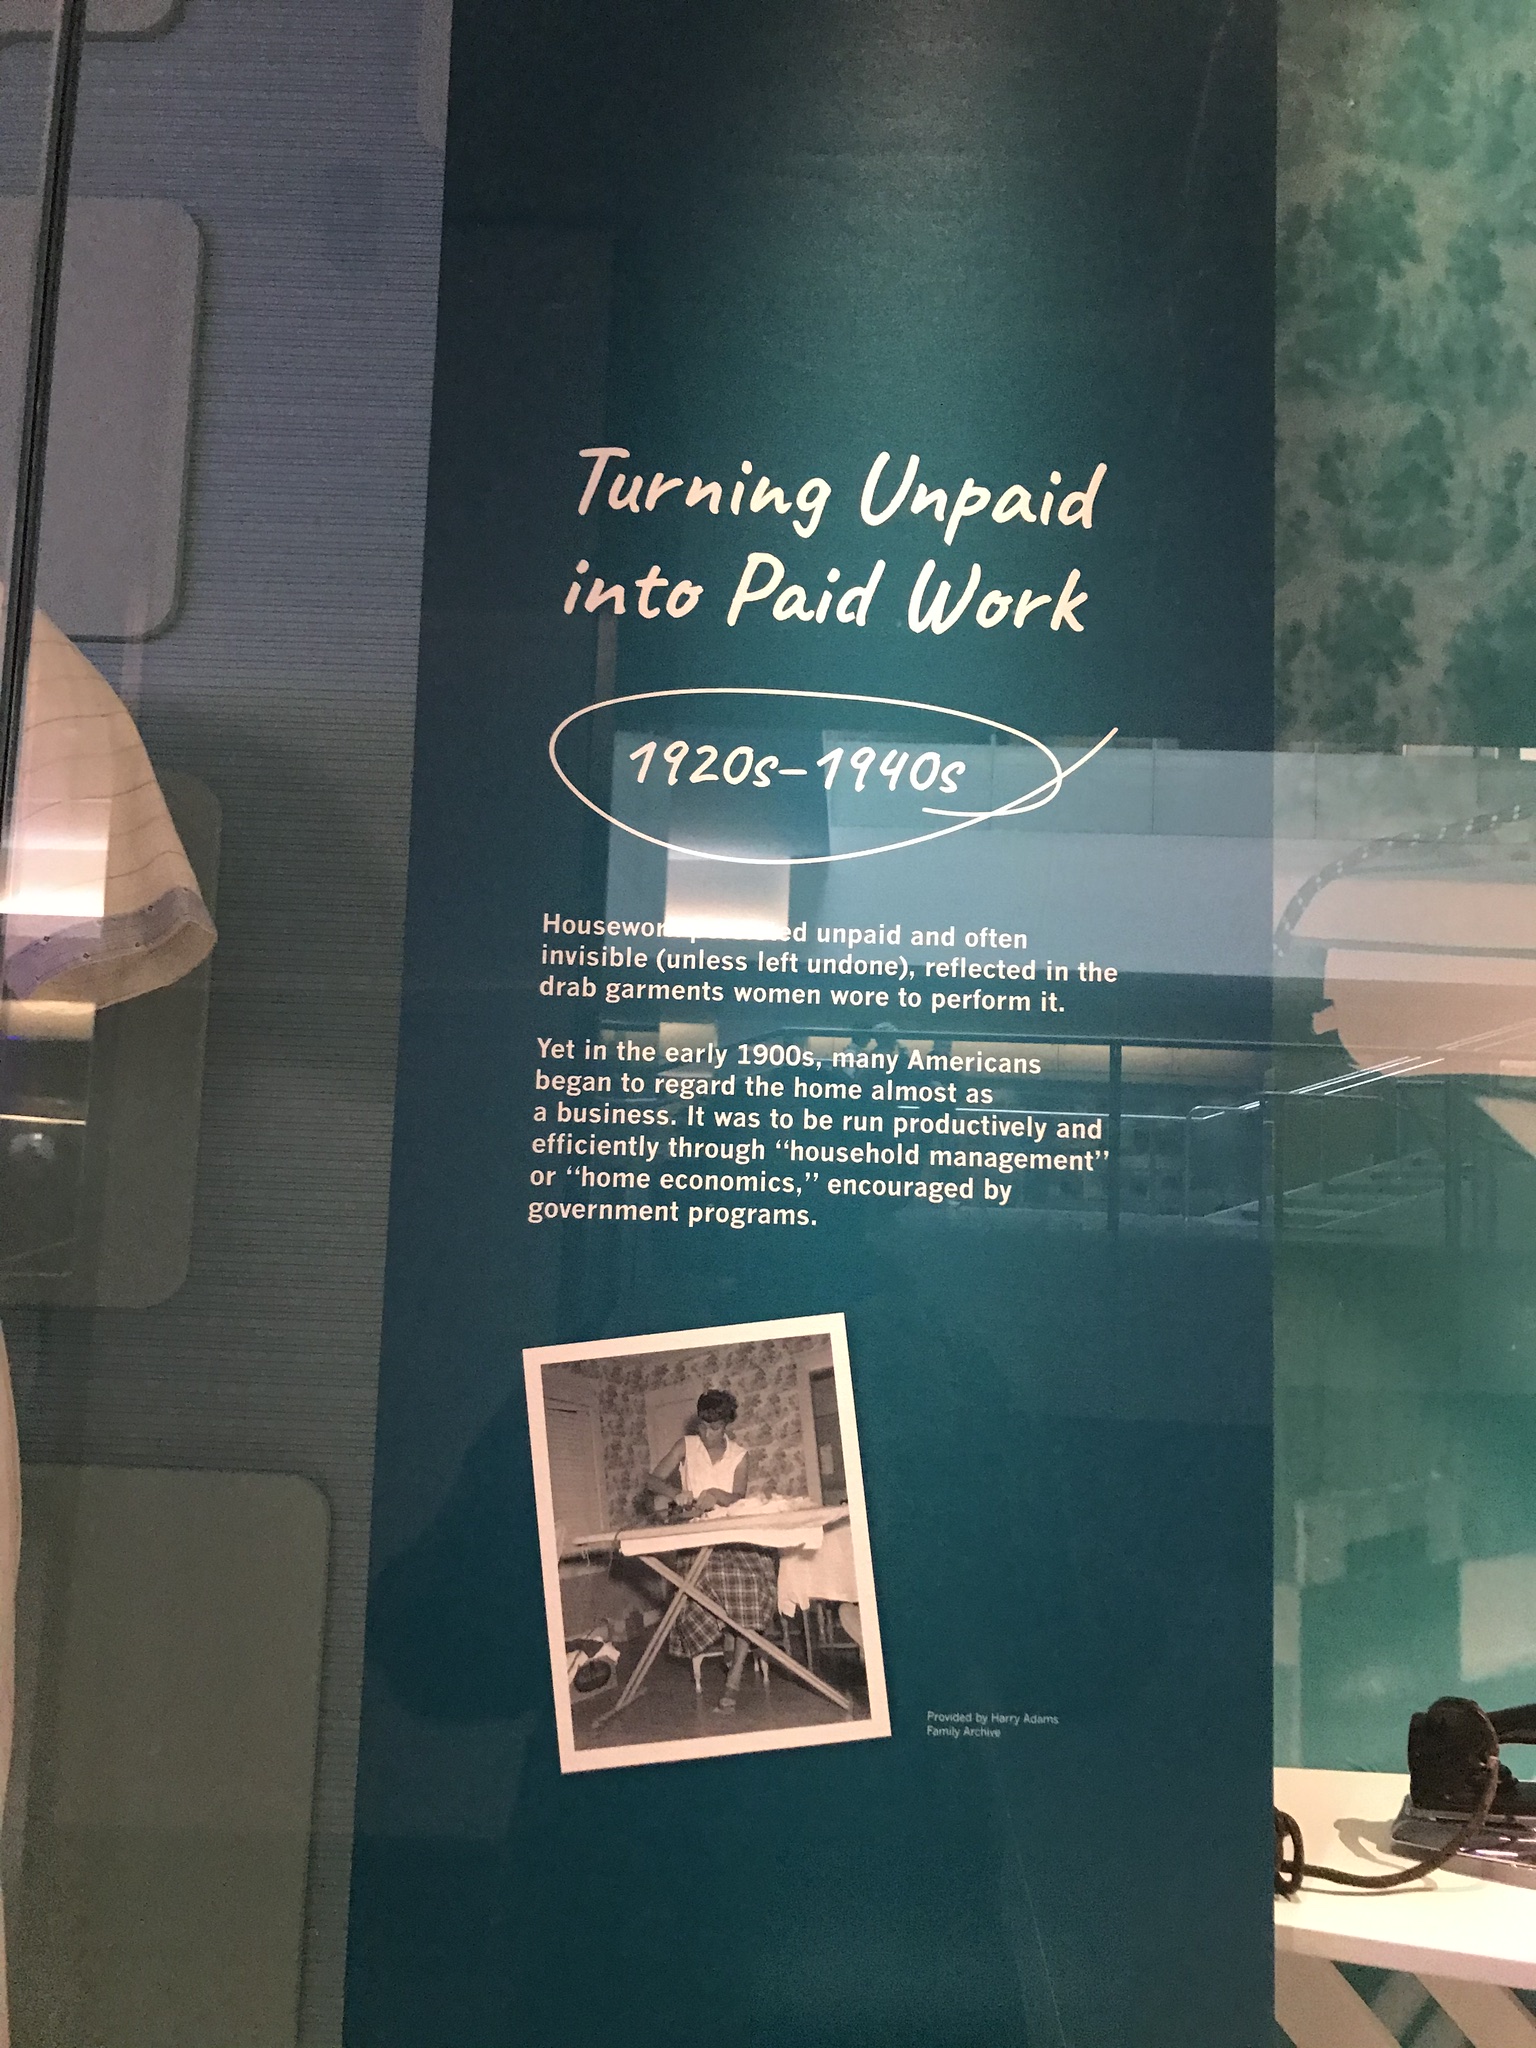 Turning Unpaid
into Paid Work
1920s–1940s
unpaid and often
invisible (unless left undone), reflected in the
drab garments women wore to perform it.
Yet in the early 1900s, many Americans
began to regard the home almost as
a business. It was to be run productively and
efficiently through “household management”
or “home economics,” encouraged by
government programs.
Provided by Harry Adams
Family Archive